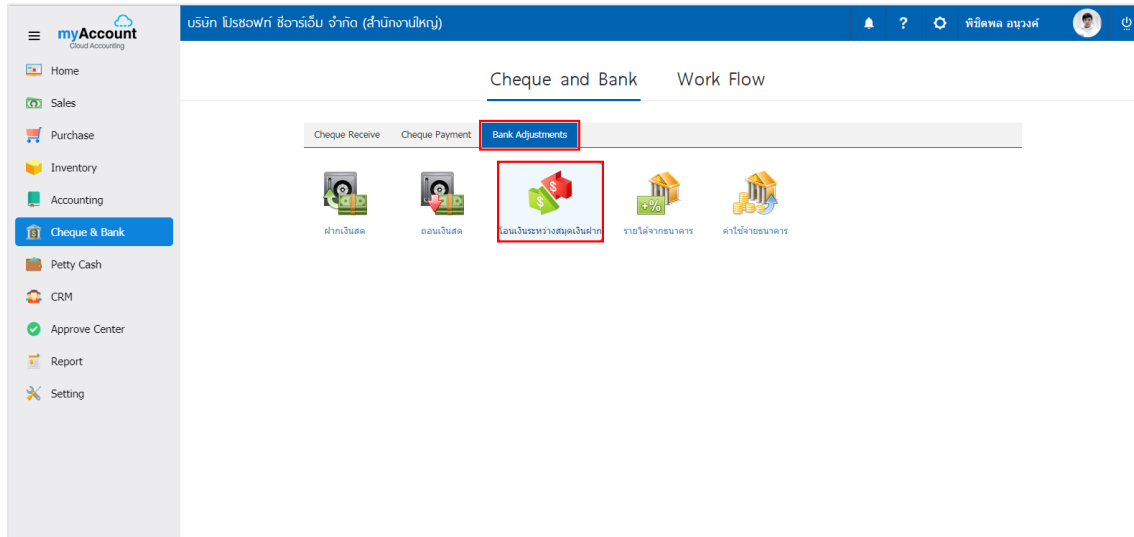 บริษัท โปรซอฟท์ ซีอาร์เอ็ม จำกัด (สำนักงานใหญ่)
? พิชิตพล อนุวงค์
myAccount
Cloud Accounting
Home
Sales
Purchase
Inventory
Accounting
Cheque & Bank
Petty Cash
CRM
Approve Center
Report
Setting
Cheque and Bank Work Flow
Cheque Receive Cheque Payment Bank Adjustments
ฝากเงินสด ถอนเงินสด โอนเงินระหว่างสมุดเงินฝาก รายได้จากธนาคาร ค่าใช้จ่ายธนาคาร